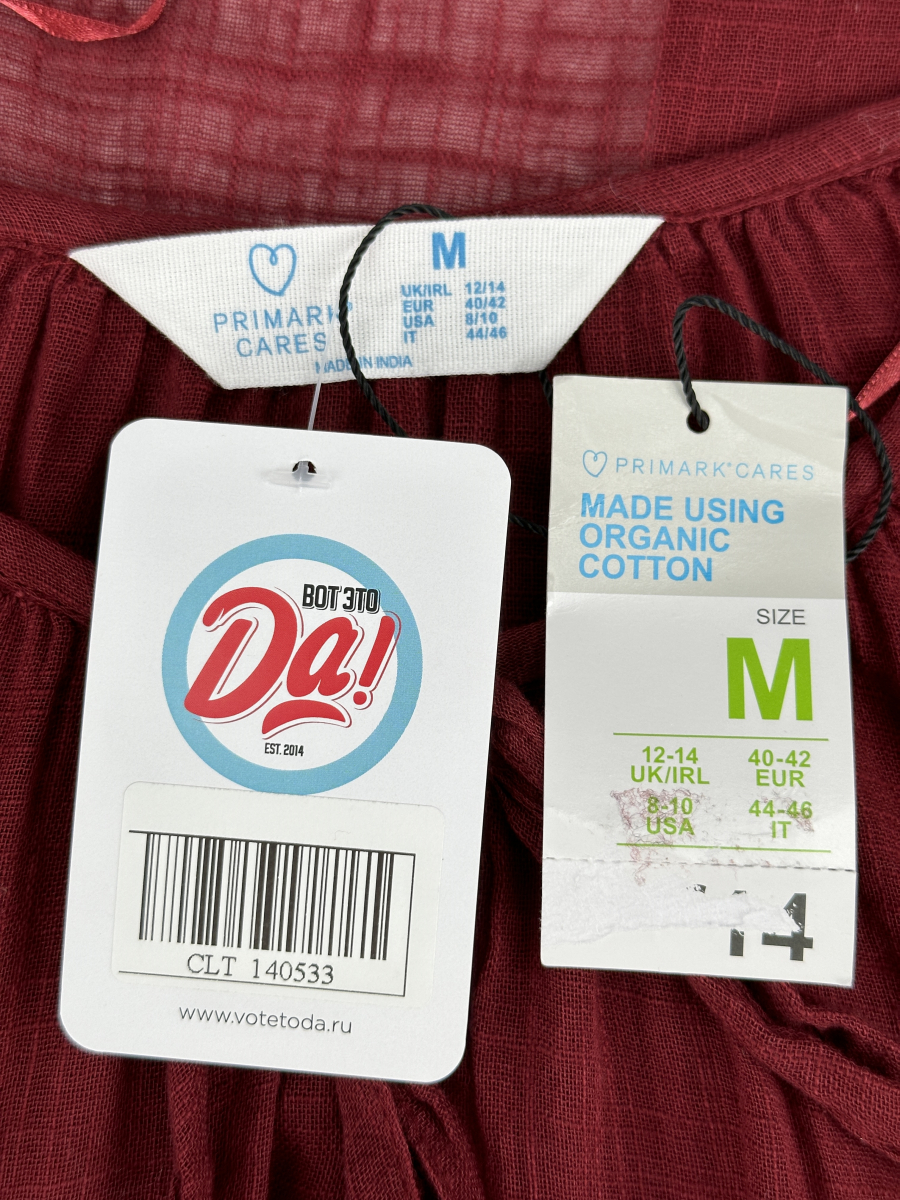 PRIMARK
CARES
M
UK/IRL 12/14
EUR 40/42
USA 8/10
IT 44/46
MADE IN INDIA
ВОТ ЭТО
Да!
EST. 2014
CLT 140533
www.votetoda.ru
PRIMARK®CARES
MADE USING
ORGANIC
COTTON
SIZE
M
12-14 40-42
UK/IRL EUR
8-10 44-46
USA IT
14